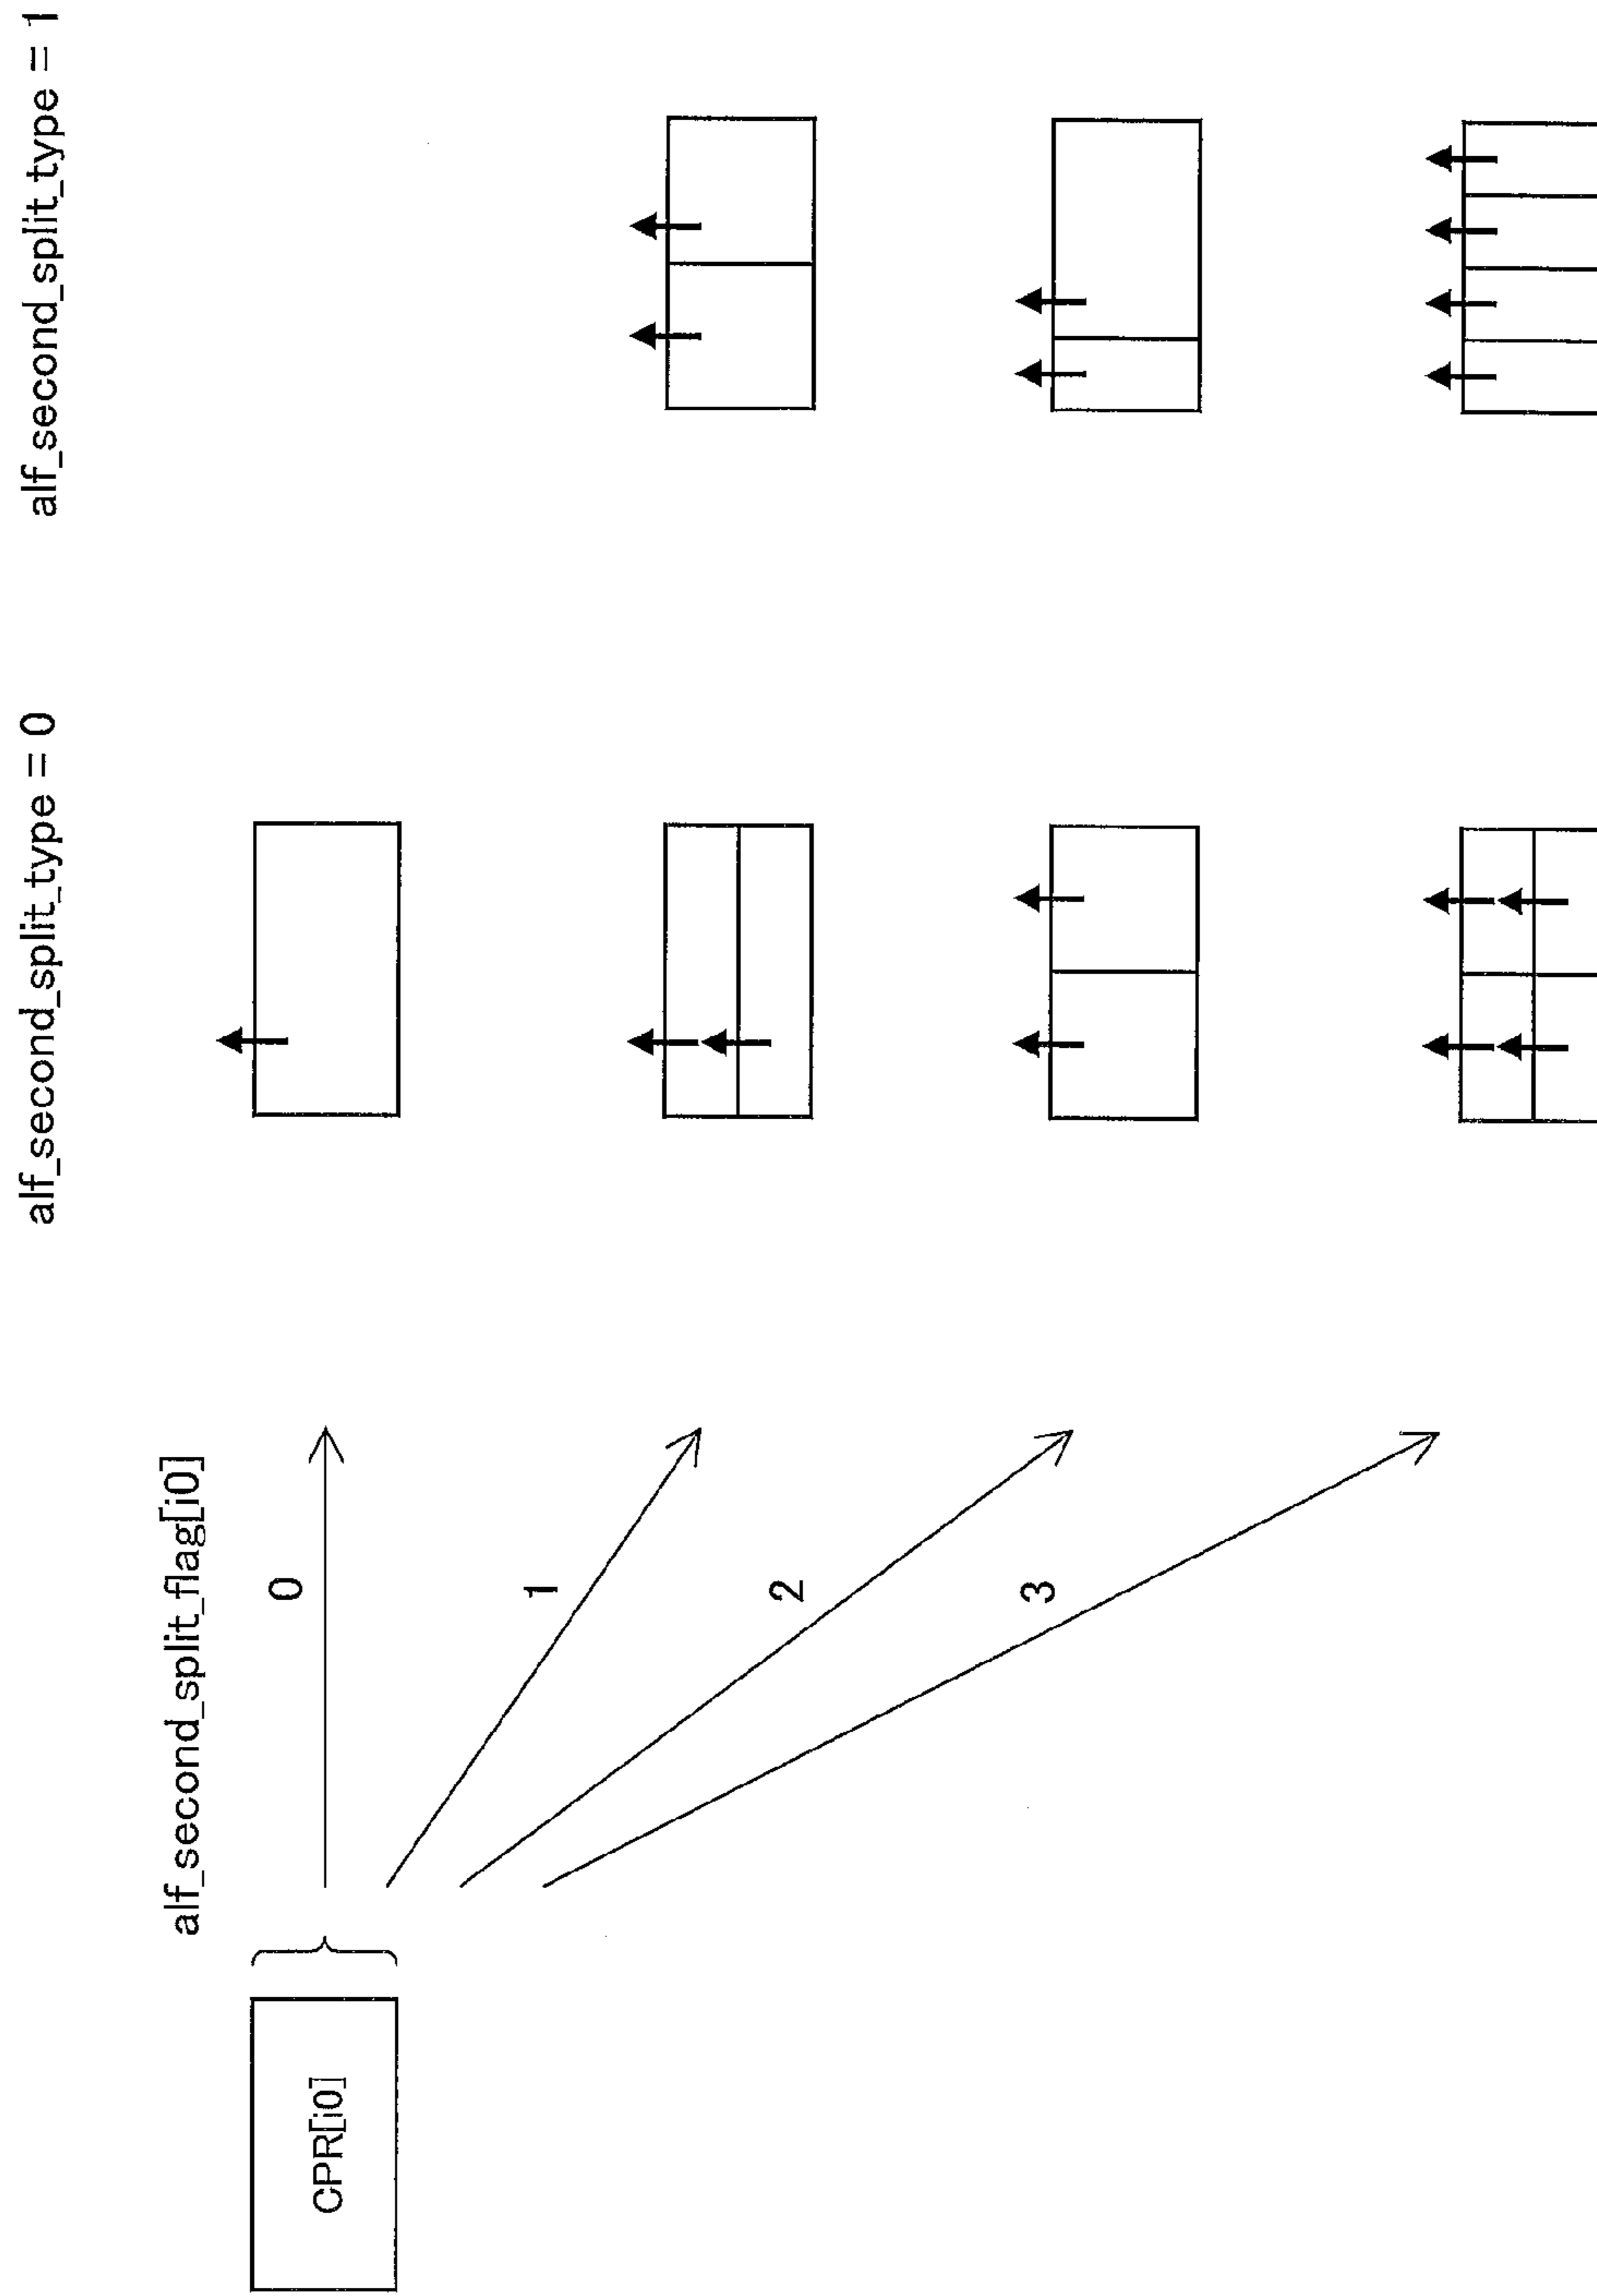 alf_second_split_type = 0
alf_second_split_type = 1
alf_second_split_flag[i0]
CPR[i0]
0
1
2
3